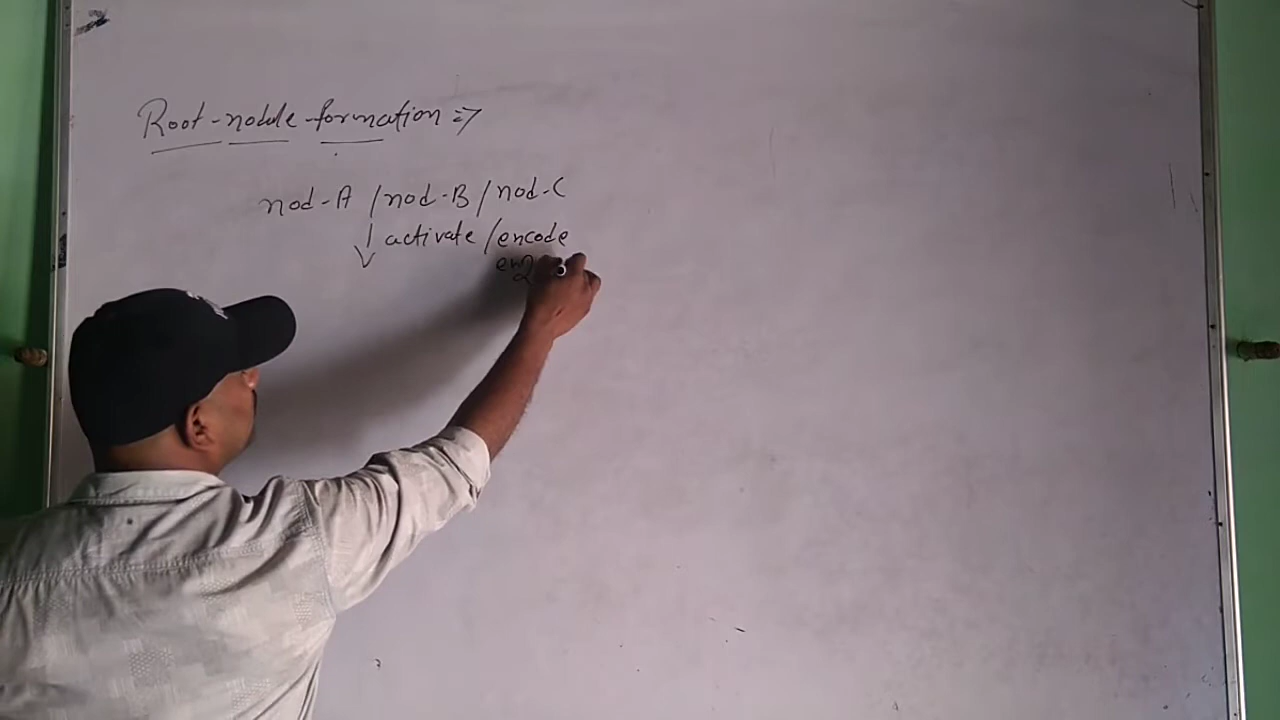 Root-nodule-formation =>
nod-A / nod-B / nod-C
activate / encode